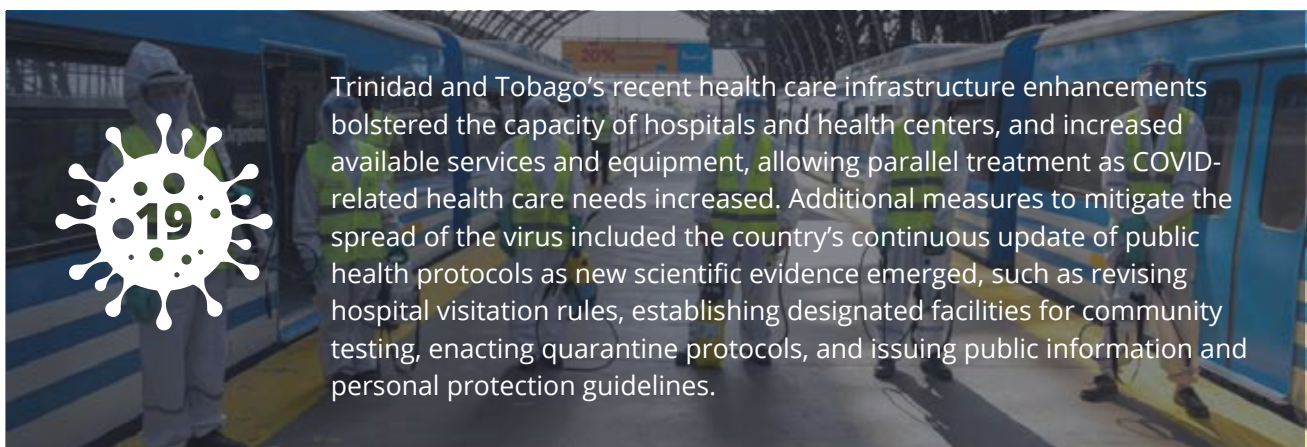 20%
19
Trinidad and Tobago’s recent health care infrastructure enhancements
bolstered the capacity of hospitals and health centers, and increased
available services and equipment, allowing parallel treatment as COVID-
related health care needs increased. Additional measures to mitigate the
spread of the virus included the country’s continuous update of public
health protocols as new scientific evidence emerged, such as revising
hospital visitation rules, establishing designated facilities for community
testing, enacting quarantine protocols, and issuing public information and
personal protection guidelines.